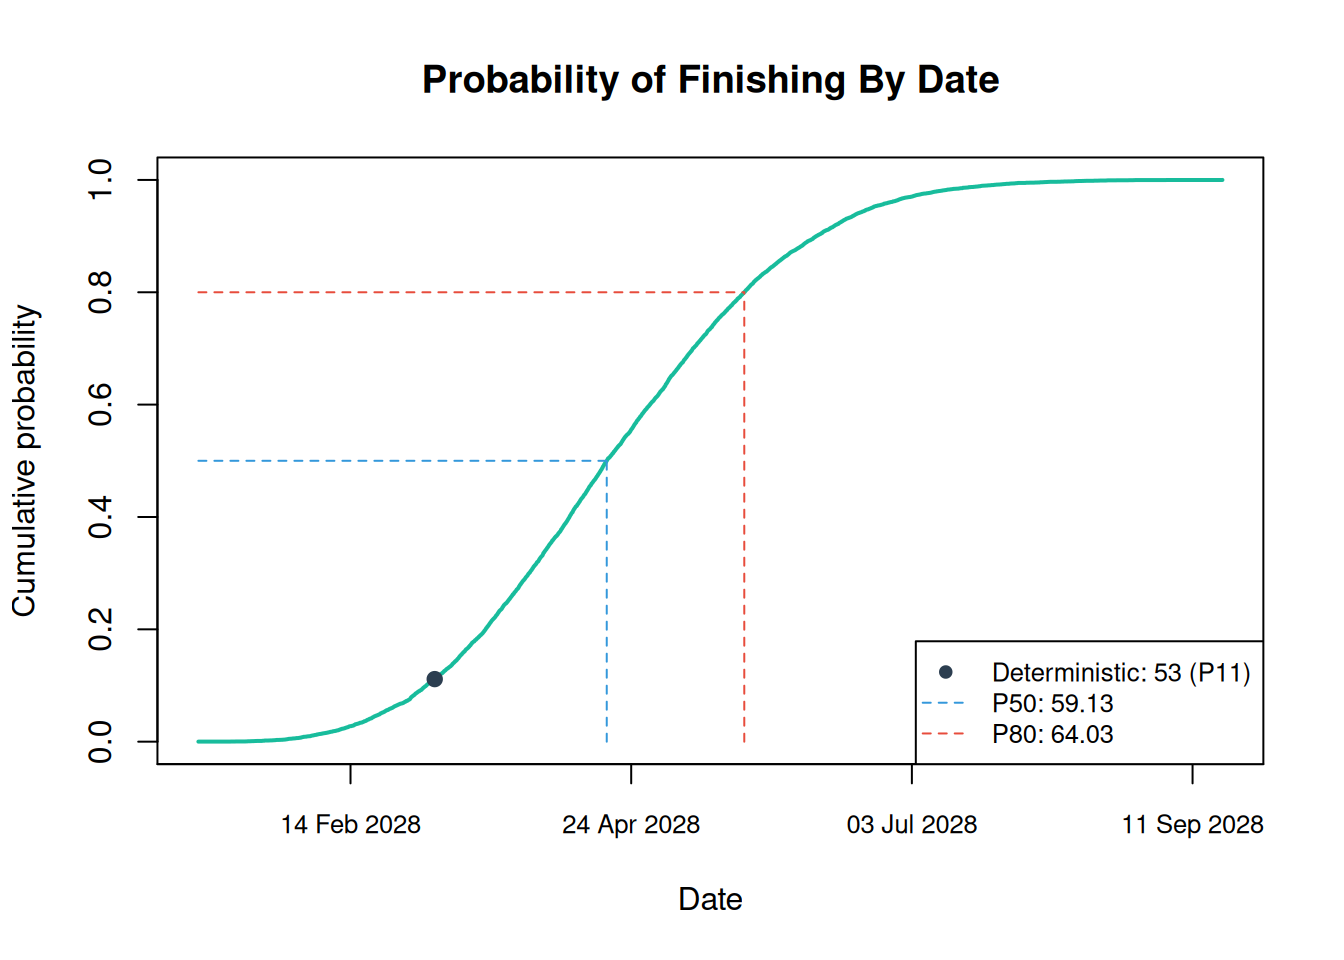 Probability of Finishing By Date
Cumulative probability
1.0
0.8
0.6
0.4
0.2
0.0
Deterministic: 53 (P11)
P50: 59.13
P80: 64.03
14 Feb 2028
24 Apr 2028
03 Jul 2028
11 Sep 2028
Date